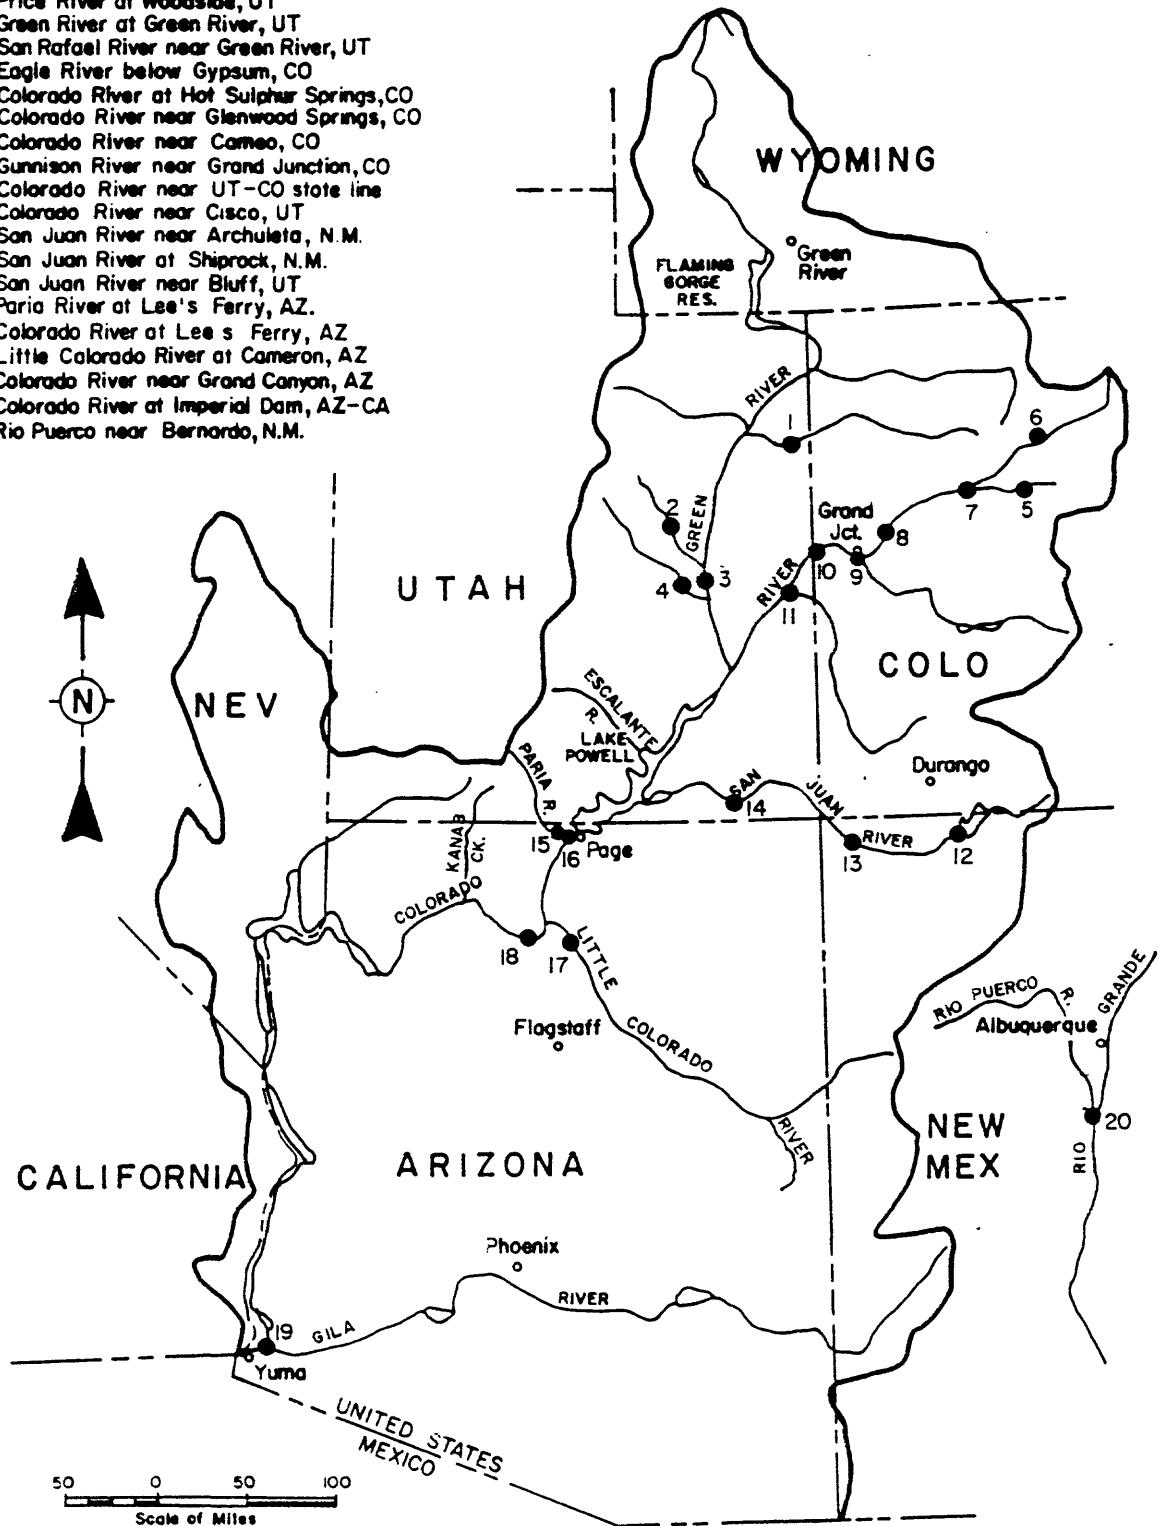 Price River at Woodside, UT
Green River at Green River, UT
San Rafael River near Green River, UT
Eagle River below Gypsum, CO
Colorado River at Hot Sulphur Springs, CO
Colorado River near Glenwood Springs, CO
Colorado River near Cameo, CO
Gunnison River near Grand Junction, CO
Colorado River near UT-CO state line
Colorado River near Cisco, UT
San Juan River near Archuleta, N.M.
San Juan River at Shiprock, N.M.
San Juan River near Bluff, UT
Paria River at Lee's Ferry, AZ.
Colorado River at Lee s Ferry, AZ
Little Colorado River at Cameron, AZ
Colorado River near Grand Canyon, AZ
Colorado River at Imperial Dam, AZ-CA
Rio Puerco near Bernardo, N.M.
WYOMING
Green
River
FLAMING
GORGE
RES.
RIVER
1
6
2
GREEN
7
5
Grand
Jct.
8
10
9
3
4
RIVER
11
UTAH
COLO
N
NEV
ESCALANTE
R.
LAKE
POWELL
PARIA R.
Durango
SAN
JUAN
14
RIVER
13
12
KANAB
CK.
15
16
Page
COLORADO
18
17
LITTLE
COLORADO
RIVER
Flagstaff
RIO PUERCO
R.
GRANDE
Albuquerque
20
RIO
NEW
MEX
CALIFORNIA
ARIZONA
Phoenix
RIVER
GILA
19
Yuma
UNITED STATES
MEXICO
50 0 50 100
Scale of Miles